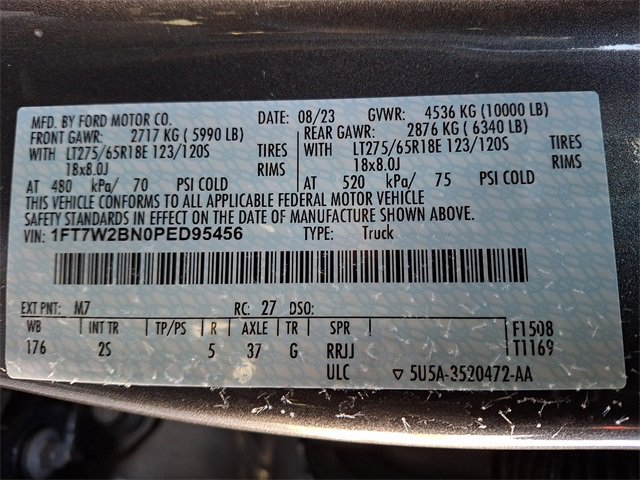 MFD. BY FORD MOTOR CO. DATE: 08/23 GVWR: 4536 KG (10000 LB)
FRONT GAWR: 2717 KG (5990 LB) REAR GAWR: 2876 KG (6340 LB)
WITH LT275/65R18E 123/120S TIRES WITH LT275/65R18E 123/120S TIRES
18x8.0J RIMS 18x8.0J RIMS
AT 480 kPa/ 70 PSI COLD AT 520 kPa/ 75 PSI COLD
THIS VEHICLE CONFORMS TO ALL APPLICABLE FEDERAL MOTOR VEHICLE
SAFETY STANDARDS IN EFFECT ON THE DATE OF MANUFACTURE SHOWN ABOVE.
VIN: 1FT7W2BN0PED95456 TYPE: Truck
EXT PNT: M7 RC: 27 DSO:
WB INT TR TP/PS R AXLE TR SPR F1508
176 2S 5 37 G RRJJ T1169
ULC ▽ 5U5A-3520472-AA